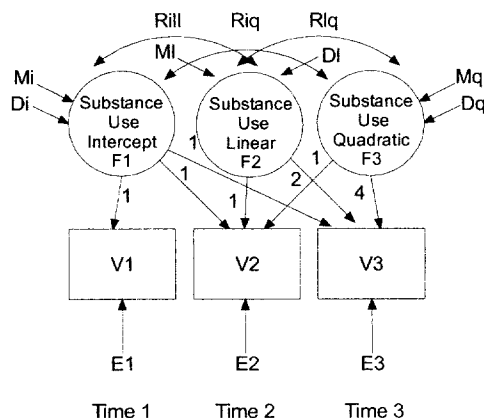 Rill Riq Rlq
Ml Dl
Mi
Di
Substance
Use
Intercept
F1
Substance
Use
Linear
F2
Substance
Use
Quadratic
F3
Mq
Dq
1
1
1
1
2
1
4
V1 V2 V3
E1 E2 E3
Time 1 Time 2 Time 3